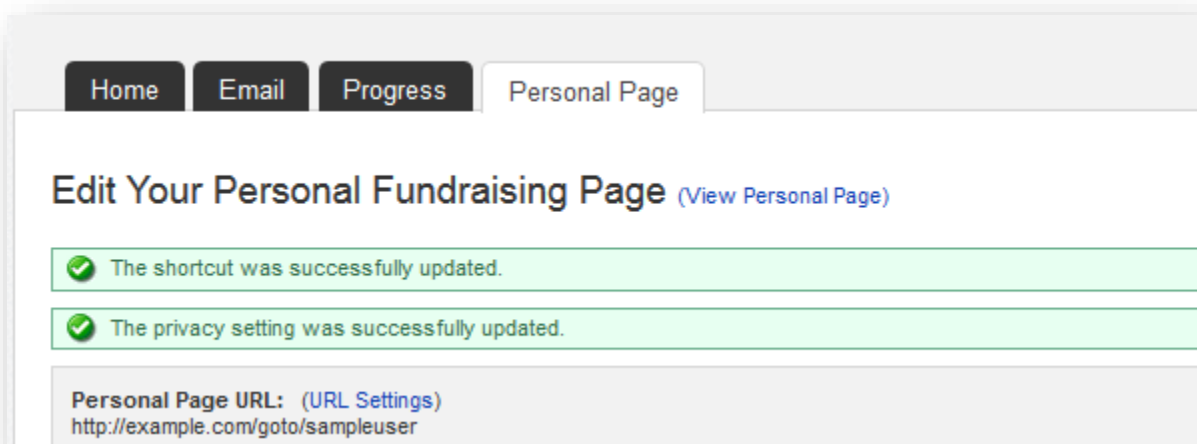 Home Email Progress Personal Page
Edit Your Personal Fundraising Page (View Personal Page)
The shortcut was successfully updated.
The privacy setting was successfully updated.
Personal Page URL: (URL Settings)
http://example.com/goto/sampleuser